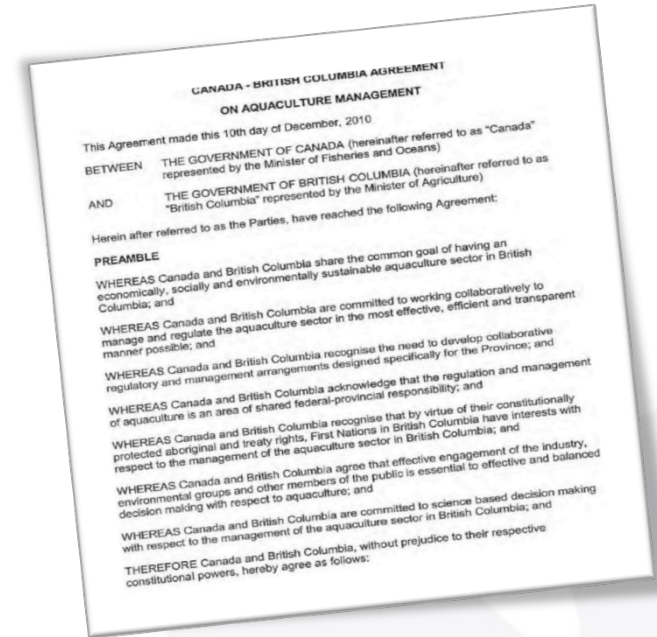 CANADA - BRITISH COLUMBIA AGREEMENT
ON AQUACULTURE MANAGEMENT
This Agreement made this 10th day of December, 2010
BETWEEN THE GOVERNMENT OF CANADA (hereinafter referred to as "Canada"
represented by the Minister of Fisheries and Oceans)
AND THE GOVERNMENT OF BRITISH COLUMBIA (hereinafter referred to as
"British Columbia" represented by the Minister of Agriculture)
Herein after referred to as the Parties, have reached the following Agreement:
PREAMBLE
WHEREAS Canada and British Columbia share the common goal of having an
economically, socially and environmentally sustainable aquaculture sector in British
Columbia; and
WHEREAS Canada and British Columbia are committed to working collaboratively to
manage and regulate the aquaculture sector in the most effective, efficient and transparent
manner possible; and
WHEREAS Canada and British Columbia recognise the need to develop collaborative
regulatory and management arrangements designed specifically for the Province; and
WHEREAS Canada and British Columbia acknowledge that the regulation and management
of aquaculture is an area of shared federal-provincial responsibility; and
WHEREAS Canada and British Columbia recognise that by virtue of their constitutionally
protected aboriginal and treaty rights, First Nations in British Columbia have interests with
respect to the management of the aquaculture sector in British Columbia; and
WHEREAS Canada and British Columbia agree that effective engagement of the industry,
environmental groups and other members of the public is essential to effective and balanced
decision making with respect to aquaculture; and
WHEREAS Canada and British Columbia are committed to science based decision making
with respect to the management of the aquaculture sector in British Columbia; and
THEREFORE Canada and British Columbia, without prejudice to their respective
constitutional powers, hereby agree as follows: